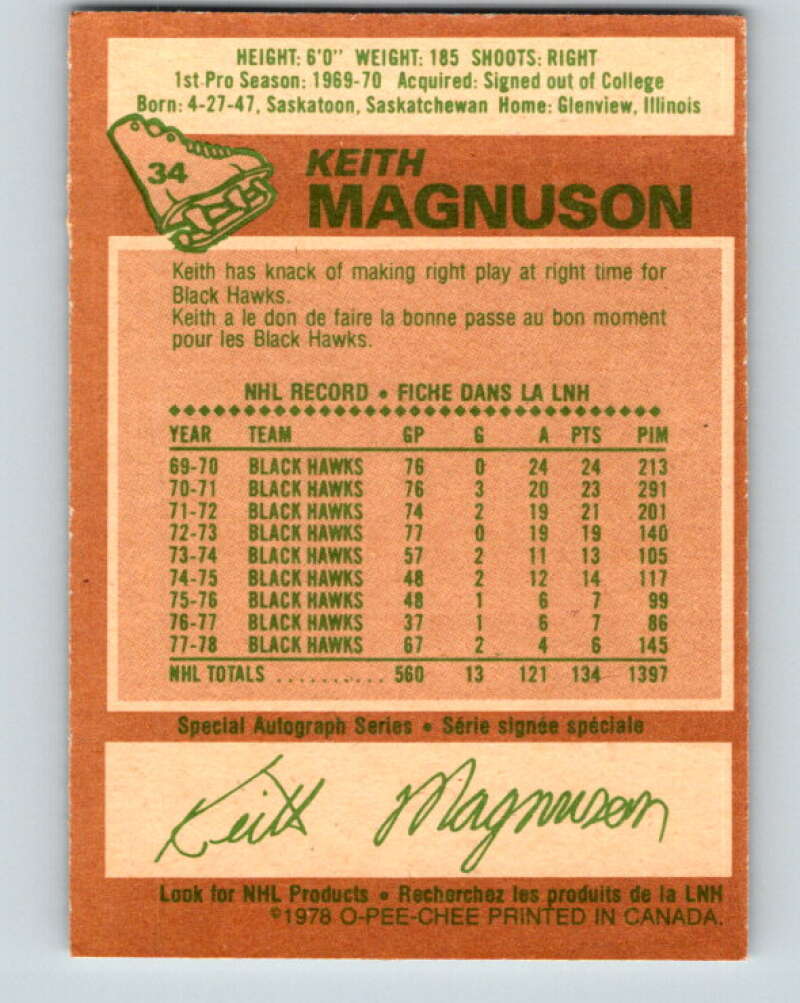 HEIGHT: 6'0" WEIGHT: 185 SHOOTS: RIGHT
1st Pro Season: 1969-70 Acquired: Signed out of College
Born: 4-27-47, Saskatoon, Saskatchewan Home: Glenview, Illinois
34
KEITH
MAGNUSON
Keith has knack of making right play at right time for
Black Hawks.
Keith a le don de faire la bonne passe au bon moment
pour les Black Hawks.
NHL RECORD • FICHE DANS LA LNH
YEAR TEAM GP G A PTS PIM
69-70 BLACK HAWKS 76 0 24 24 213
70-71 BLACK HAWKS 76 3 20 23 291
71-72 BLACK HAWKS 74 2 19 21 201
72-73 BLACK HAWKS 77 0 19 19 140
73-74 BLACK HAWKS 57 2 11 13 105
74-75 BLACK HAWKS 48 2 12 14 117
75-76 BLACK HAWKS 48 1 6 7 99
76-77 BLACK HAWKS 37 1 6 7 86
77-78 BLACK HAWKS 67 2 4 6 145
NHL TOTALS .......... 560 13 121 134 1397
Special Autograph Series • Série signée spéciale
Keith Magnuson
Look for NHL Products • Recherchez les produits de la LNH
©1978 O-PEE-CHEE PRINTED IN CANADA.